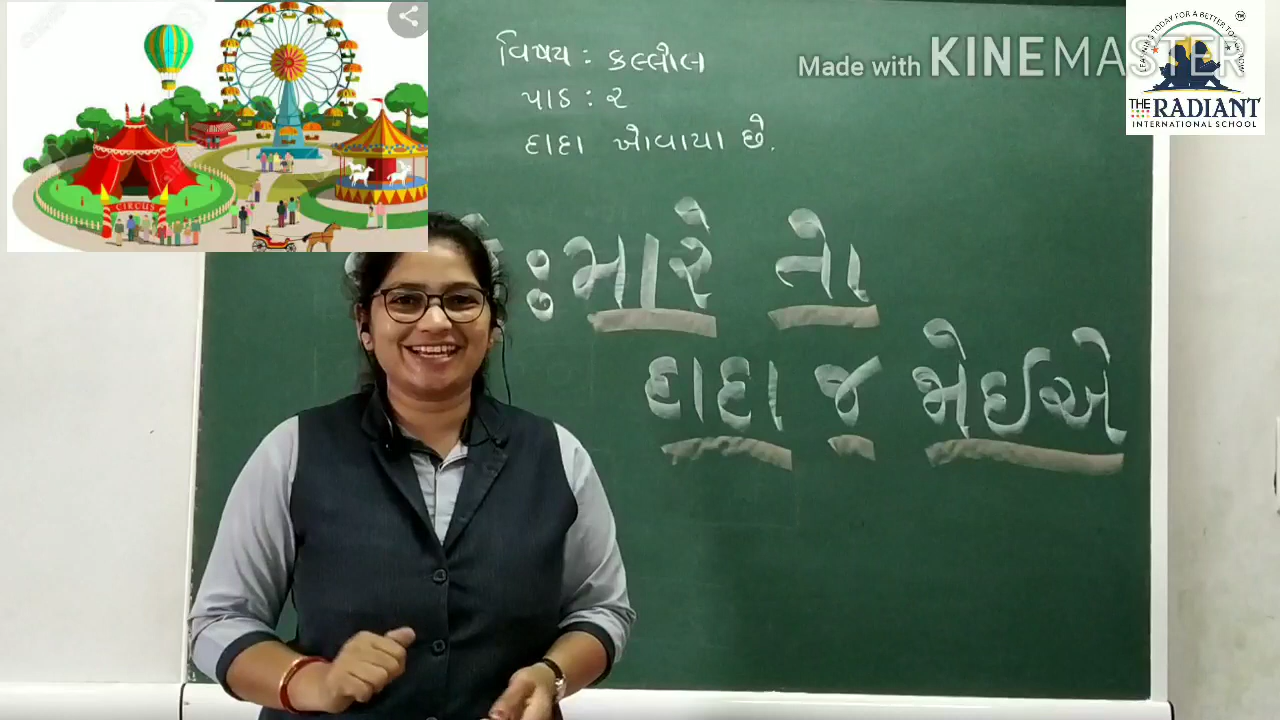 CIRCUS
વિષય : કલ્લોલ
પાઠ : ૨
દાદા ખોવાયા છે.
: મારે તો
દાદા જ જોઈએ
Made with KINEMASTER
THE RADIANT
INTERNATIONAL SCHOOL